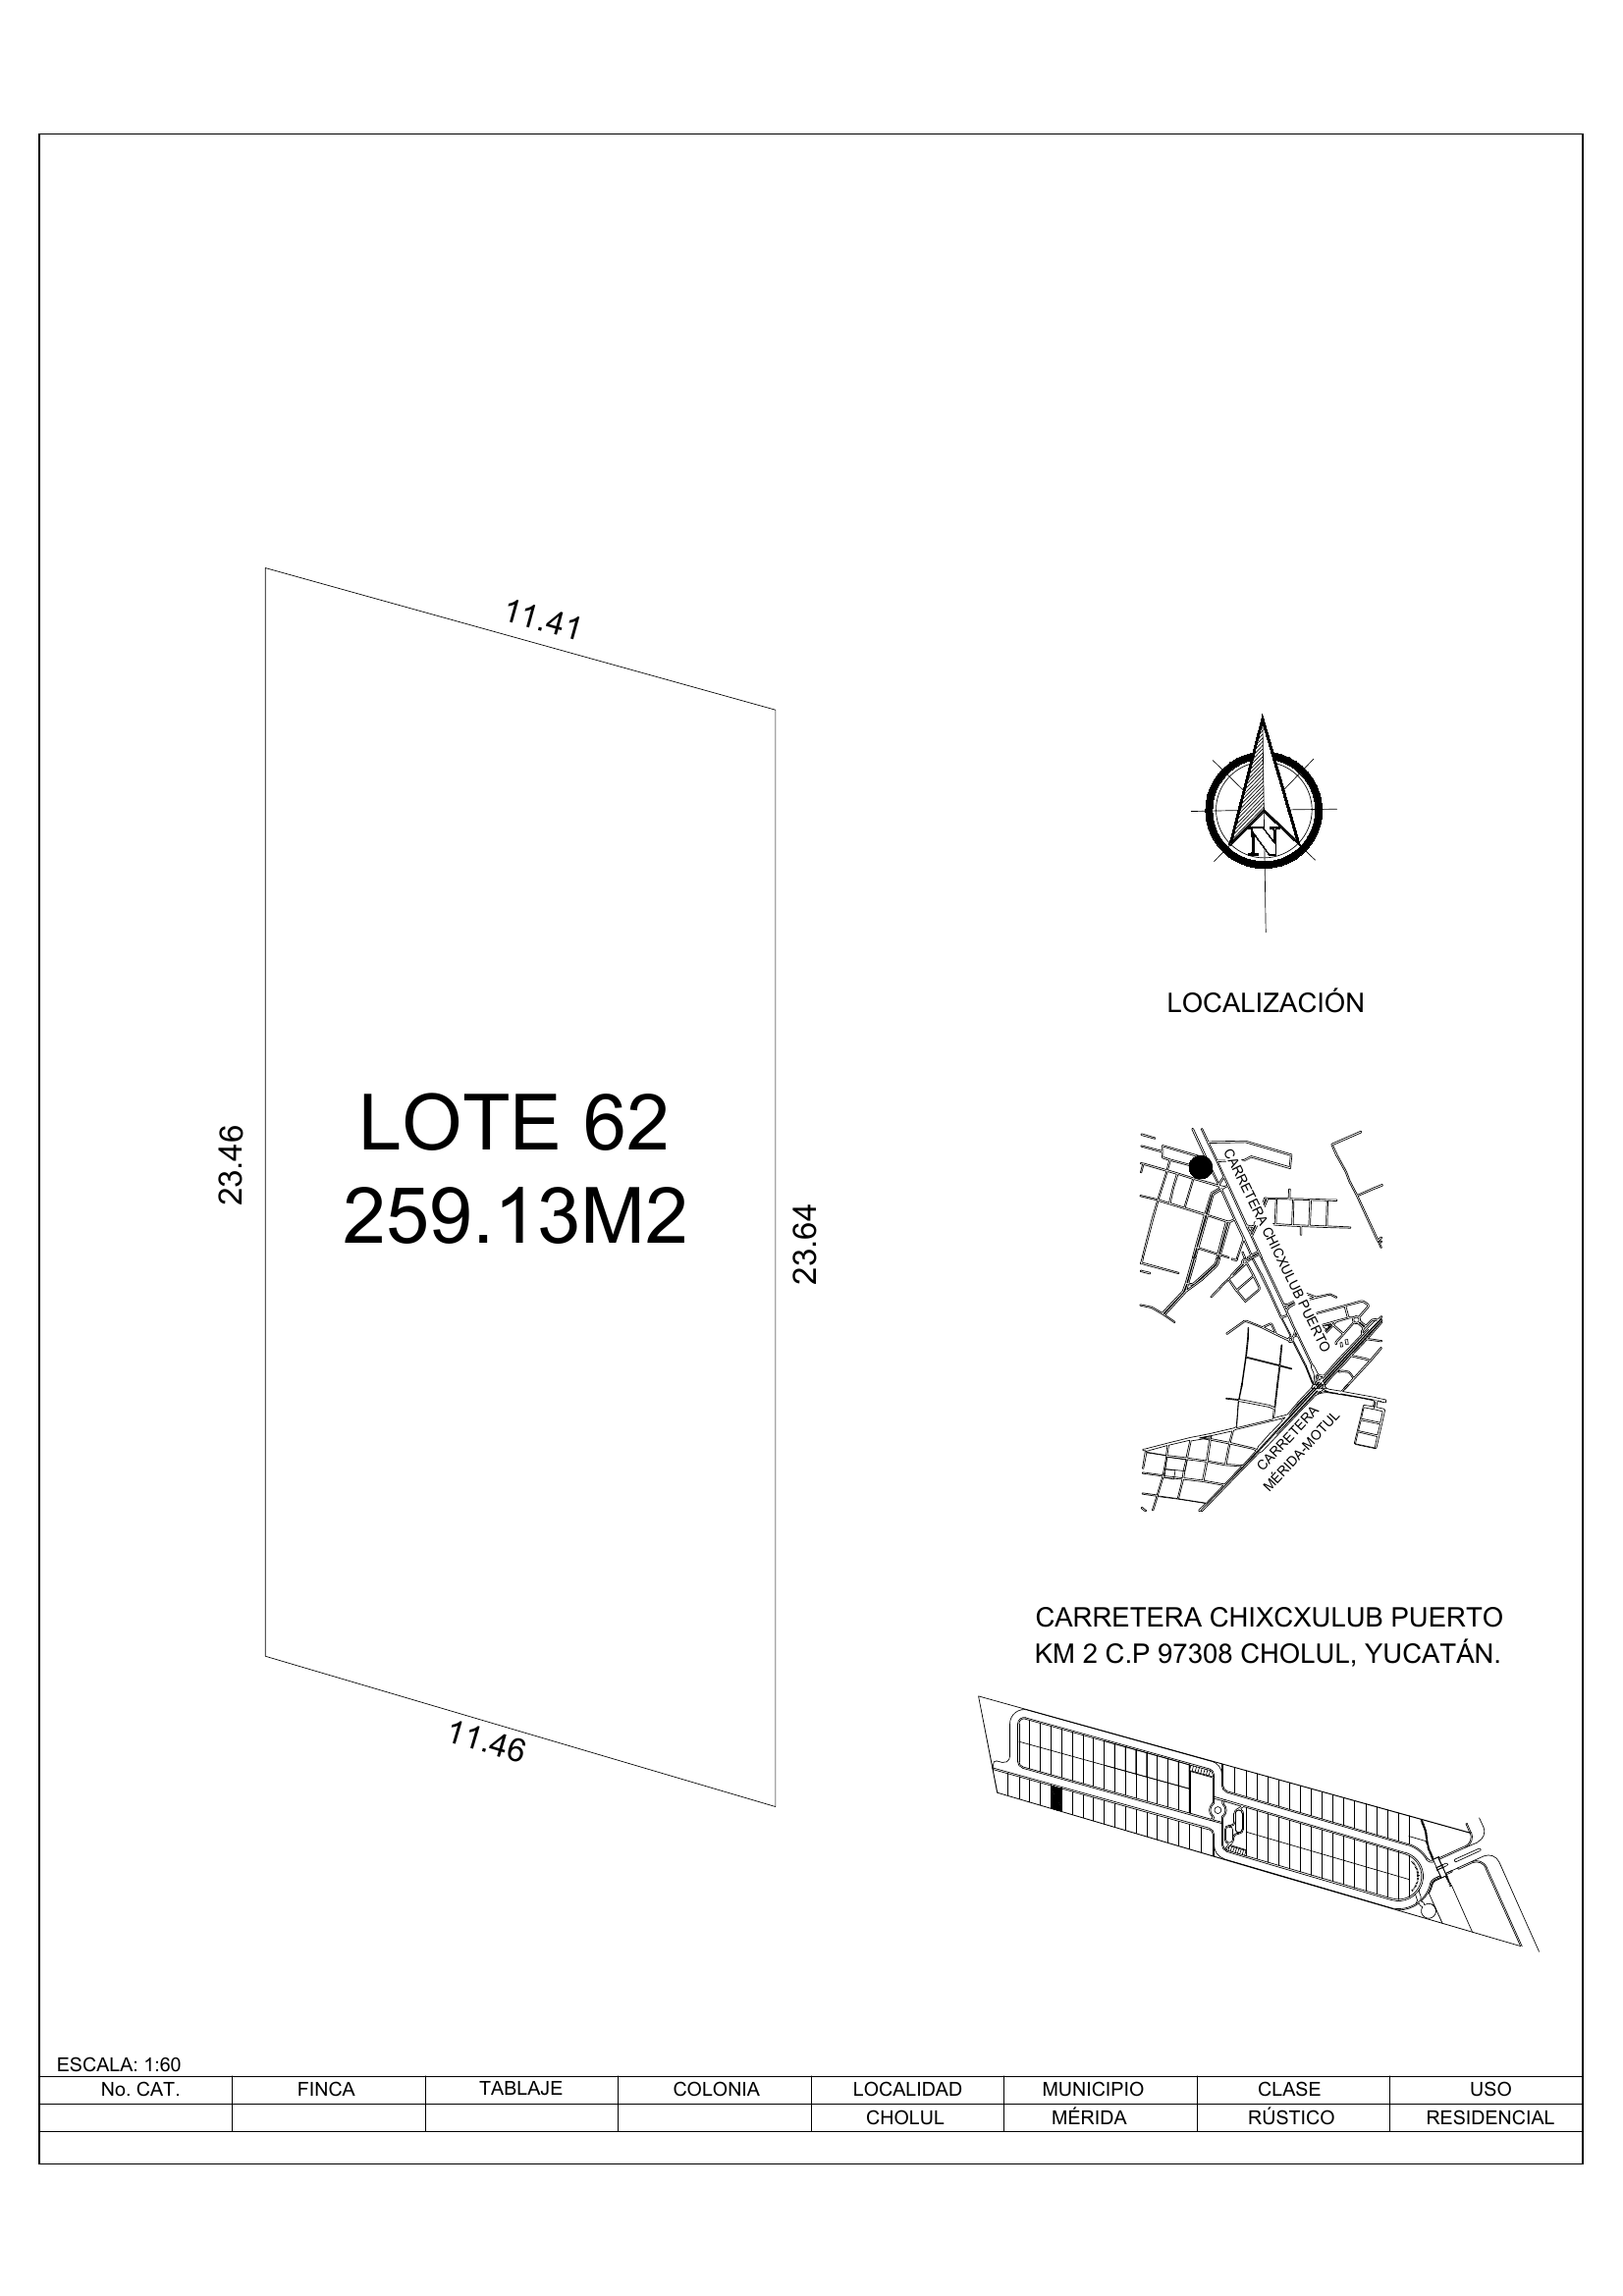 11.41
23.46
LOTE 62
259.13M2
23.64
11.46
N
LOCALIZACIÓN
CARRETERA CHICXULUB PUERTO
CARRETERA
MÉRIDA-MOTUL
CARRETERA CHIXCXULUB PUERTO
KM 2 C.P 97308 CHOLUL, YUCATÁN.
ESCALA: 1:60
No. CAT. FINCA TABLAJE COLONIA LOCALIDAD MUNICIPIO CLASE USO
CHOLUL MÉRIDA RÚSTICO RESIDENCIAL